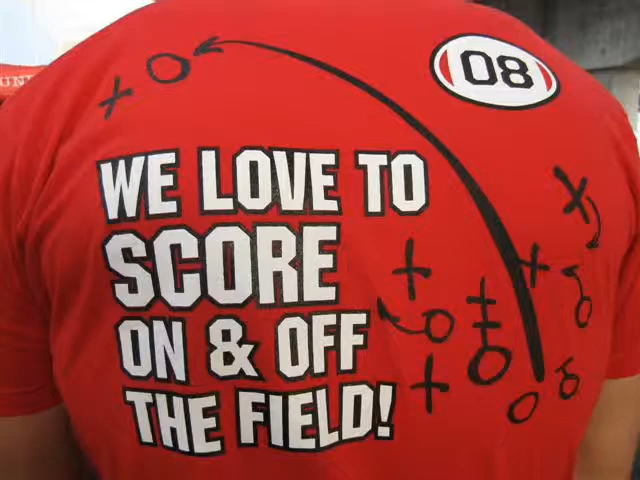 08
WE LOVE TO
SCORE
ON & OFF
THE FIELD!